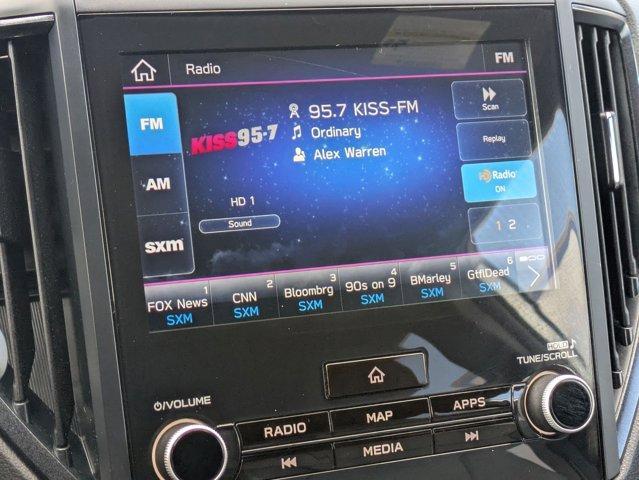 Radio
FM
FM
AM
sxm
KISS95•7
95.7 KISS-FM
Ordinary
Alex Warren
HD 1
Sound
Scan
Replay
HD Radio
ON
1 2
1
FOX News
SXM
2
CNN
SXM
3
Bloombrg
SXM
4
90s on 9
SXM
5
BMarley
SXM
6
GtflDead
SXM
VOLUME
HOLD
TUNE/SCROLL
RADIO
MAP
APPS
MEDIA